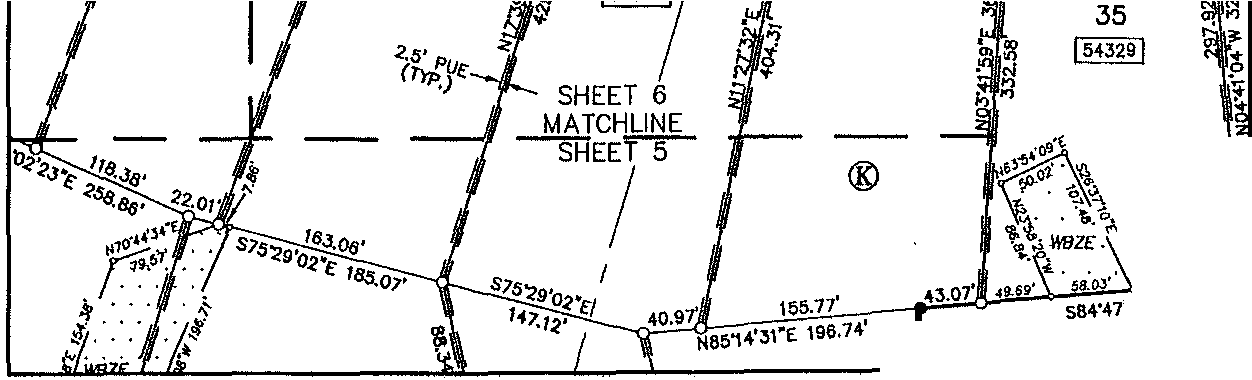 35
54329
2.5' PUE
(TYP.)
SHEET 6
MATCHLINE
SHEET 5
N11°27'32"E
404.31'
N03°41'59"E
332.58'
297.92
N04°41'04"W
118.38'
'02'23"E 258.86'
22.01'
7.86'
163.06'
S75°29'02"E 185.07'
S75°29'02"E
147.12'
40.97'
155.77'
N85°14'31"E 196.74'
43.07'
49.69'
58.03'
S84°47
K
N63°54'09"E
50.02'
S26°37'10"E
107.48'
N23°58'20"W
86.84'
WBZE
N70°44'34"E
79.57'
154.38'
196.71'
WBZE
88.34